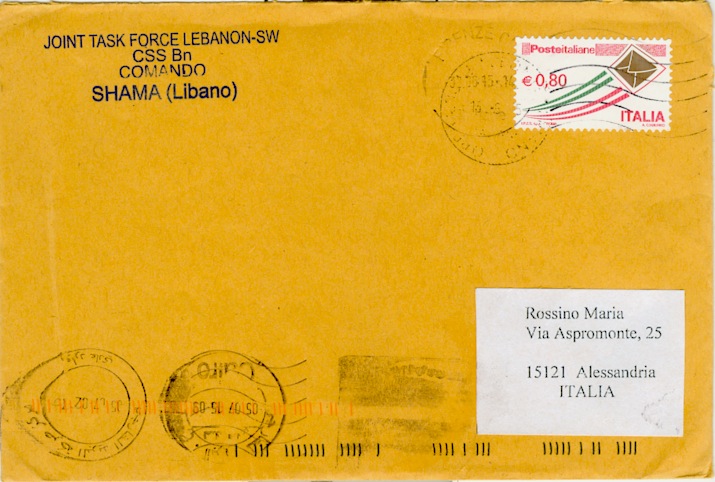 JOINT TASK FORCE LEBANON-SW
CSS Bn
COMANDO
SHAMA (Libano)
Posteitaliane
€ 0,80
ITALIA
Rossino Maria
Via Aspromonte, 25
15121 Alessandria
ITALIA
Cairo